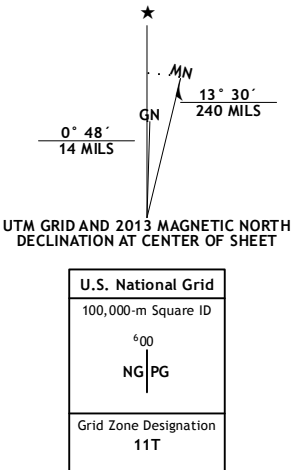 ★
MN
GN
13° 30´
240 MILS
0° 48´
14 MILS
UTM GRID AND 2013 MAGNETIC NORTH
DECLINATION AT CENTER OF SHEET
U.S. National Grid
100,000-m Square ID
⁶00
NG PG
Grid Zone Designation
11T